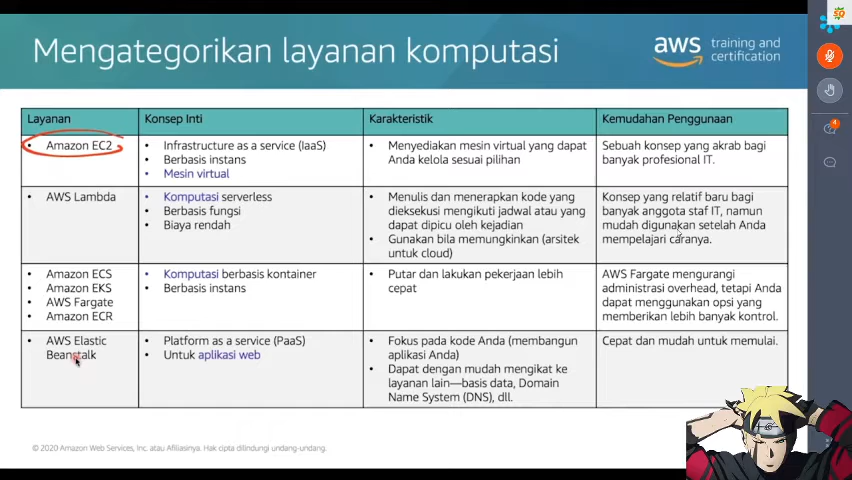 Mengategorikan layanan komputasi
aws training and
certification
Layanan
Konsep Inti
Karakteristik
Kemudahan Penggunaan
• Amazon EC2
• Infrastructure as a service (IaaS)
• Berbasis instans
• Mesin virtual
• Menyediakan mesin virtual yang dapat
Anda kelola sesuai pilihan
Sebuah konsep yang akrab bagi
banyak profesional IT.
• AWS Lambda
• Komputasi serverless
• Berbasis fungsi
• Biaya rendah
• Menulis dan menerapkan kode yang
dieksekusi mengikuti jadwal atau yang
dapat dipicu oleh kejadian
• Gunakan bila memungkinkan (arsitek
untuk cloud)
Konsep yang relatif baru bagi
banyak anggota staf IT, namun
mudah digunakan setelah Anda
mempelajari caranya.
• Amazon ECS
• Amazon EKS
• AWS Fargate
• Amazon ECR
• Komputasi berbasis kontainer
• Berbasis instans
• Putar dan lakukan pekerjaan lebih
cepat
AWS Fargate mengurangi
administrasi overhead, tetapi Anda
dapat menggunakan opsi yang
memberikan lebih banyak kontrol.
• AWS Elastic
Beanstalk
• Platform as a service (PaaS)
• Untuk aplikasi web
• Fokus pada kode Anda (membangun
aplikasi Anda)
• Dapat dengan mudah mengikat ke
layanan lain—basis data, Domain
Name System (DNS), dll.
Cepat dan mudah untuk memulai.
© 2020 Amazon Web Services, Inc. atau Afiliasinya. Hak cipta dilindungi undang-undang.
4